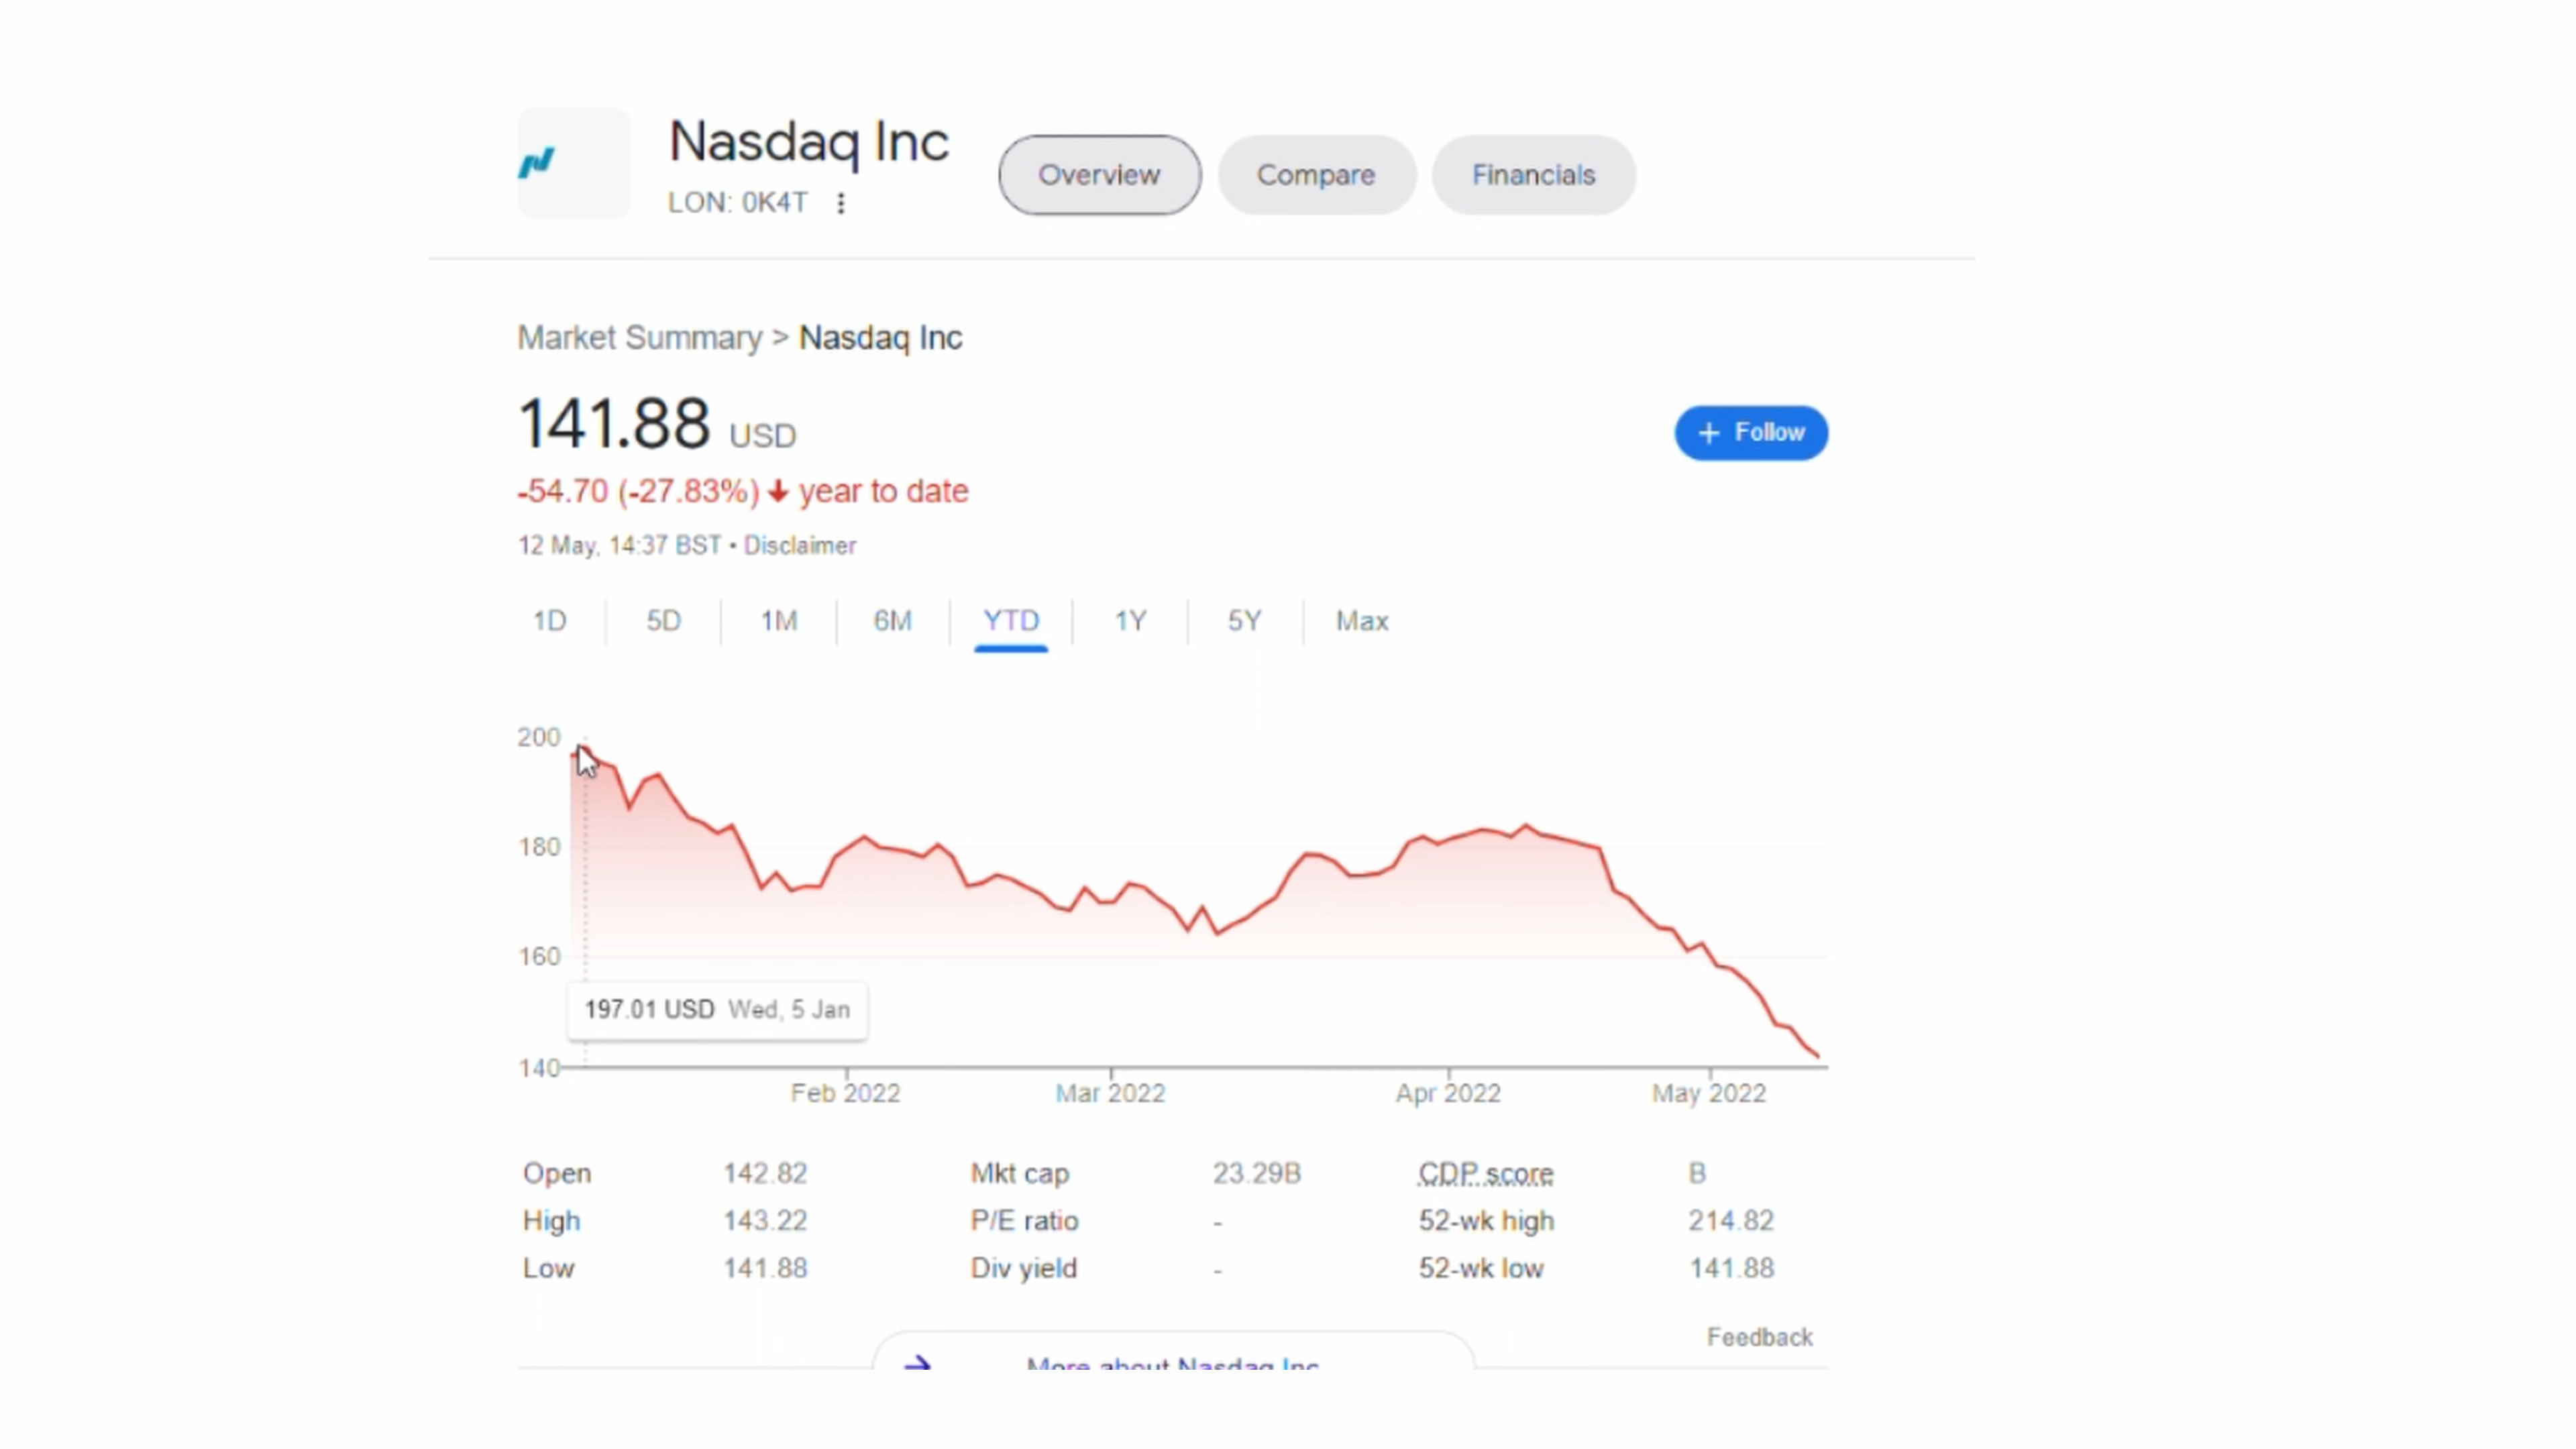 Nasdaq Inc
LON: 0K4T
Overview
Compare
Financials
Market Summary > Nasdaq Inc
141.88 USD
+ Follow
-54.70 (-27.83%) year to date
12 May, 14:37 BST • Disclaimer
1D 5D 1M 6M YTD 1Y 5Y Max
200
180
160
197.01 USD Wed, 5 Jan
140
Feb 2022 Mar 2022 Apr 2022 May 2022
Open 142.82 Mkt cap 23.29B CDP score B
High 143.22 P/E ratio - 52-wk high 214.82
Low 141.88 Div yield - 52-wk low 141.88
Feedback
More about Nasdaq Inc